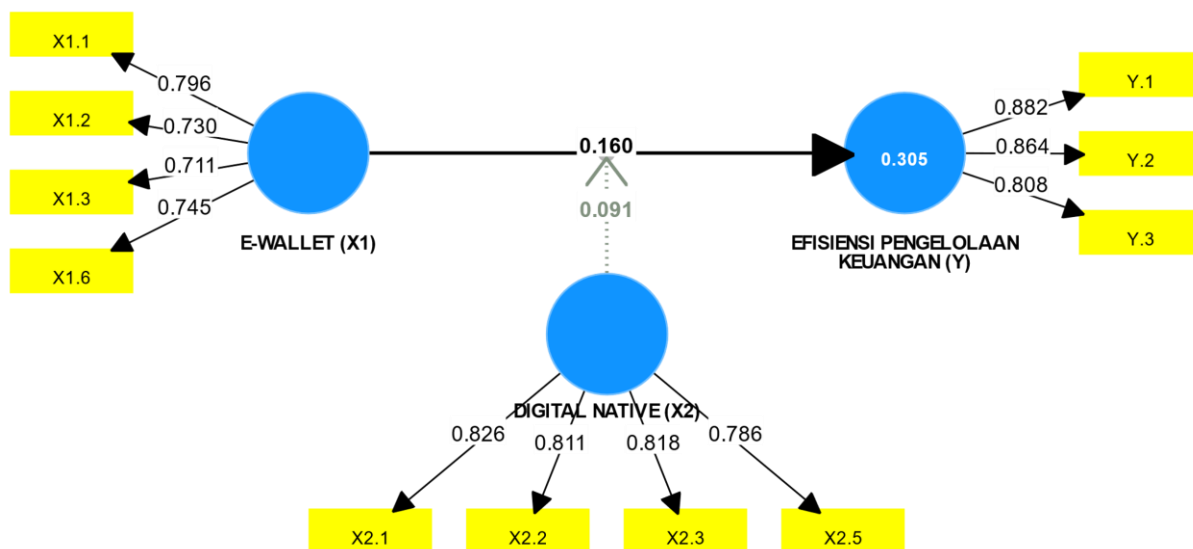 X1.1
0.796
X1.2
0.730
X1.3
0.711
X1.6
0.745
E-WALLET (X1)
0.160
0.091
0.305
EFISIENSI PENGELOLAAN
KEUANGAN (Y)
0.882
Y.1
0.864
Y.2
0.808
Y.3
DIGITAL NATIVE (X2)
0.826
0.811
0.818
0.786
X2.1
X2.2
X2.3
X2.5